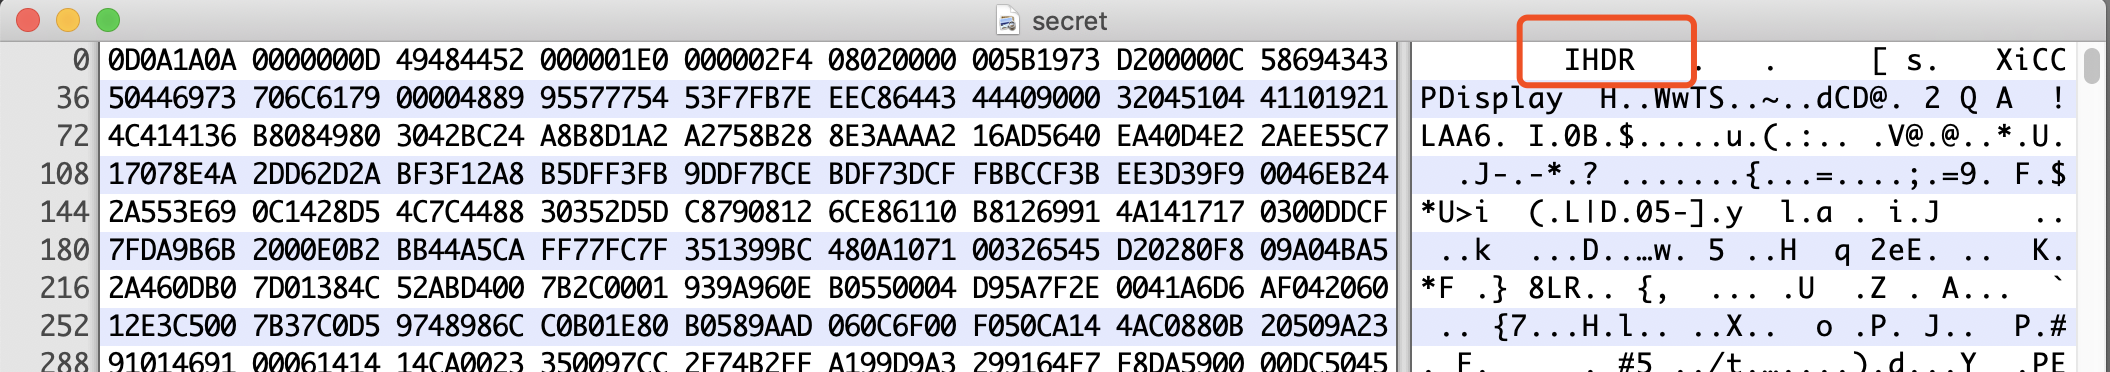 secret
0 0D0A1A0A 0000000D 49484452 000001E0 000002F4 08020000 005B1973 D200000C 58694343 IHDR . . [ s. XiCC
36 50446973 706C6179 00004889 95577754 53F7FB7E EEC86443 44409000 32045104 41101921 PDisplay H..WwTS..~..dCD@. 2 Q A !
72 4C414136 B8084980 3042BC24 A8B8D1A2 A2758B28 8E3AAAA2 16AD5640 EA40D4E2 2AEE55C7 LAA6. I.0B.$.....u.(.:.. .V@.@..*.U.
108 17078E4A 2DD62D2A BF3F12A8 B5DFF3FB 9DDF7BCE BDF73DCF FBBCCF3B EE3D39F9 0046EB24 .J-.-*.? .......{...=....;.=9. F.$
144 2A553E69 0C1428D5 4C7C4488 30352D5D C8790812 6CE86110 B8126991 4A141717 0300DDCF *U>i (.L|D.05-].y l.a . i.J ..
180 7FDA9B6B 2000E0B2 BB44A5CA FF77FC7F 351399BC 480A1071 00326545 D20280F8 09A04BA5 ..k ...D..…w. 5 ..H q 2eE. .. K.
216 2A460DB0 7D01384C 52ABD400 7B2C0001 939A960E B0550004 D95A7F2E 0041A6D6 AF042060 *F .} 8LR.. {, ... .U .Z . A... `
252 12E3C500 7B37C0D5 9748986C C0B01E80 B0589AAD 060C6F00 F050CA14 4AC0880B 20509A23 .. {7...H.l.. ..X.. o .P. J.. P.#
288 91014691 00061414 14CA0023 350097CC 2F74B2FF A199D9A3 299164F7 F8DA5900 00DC5045